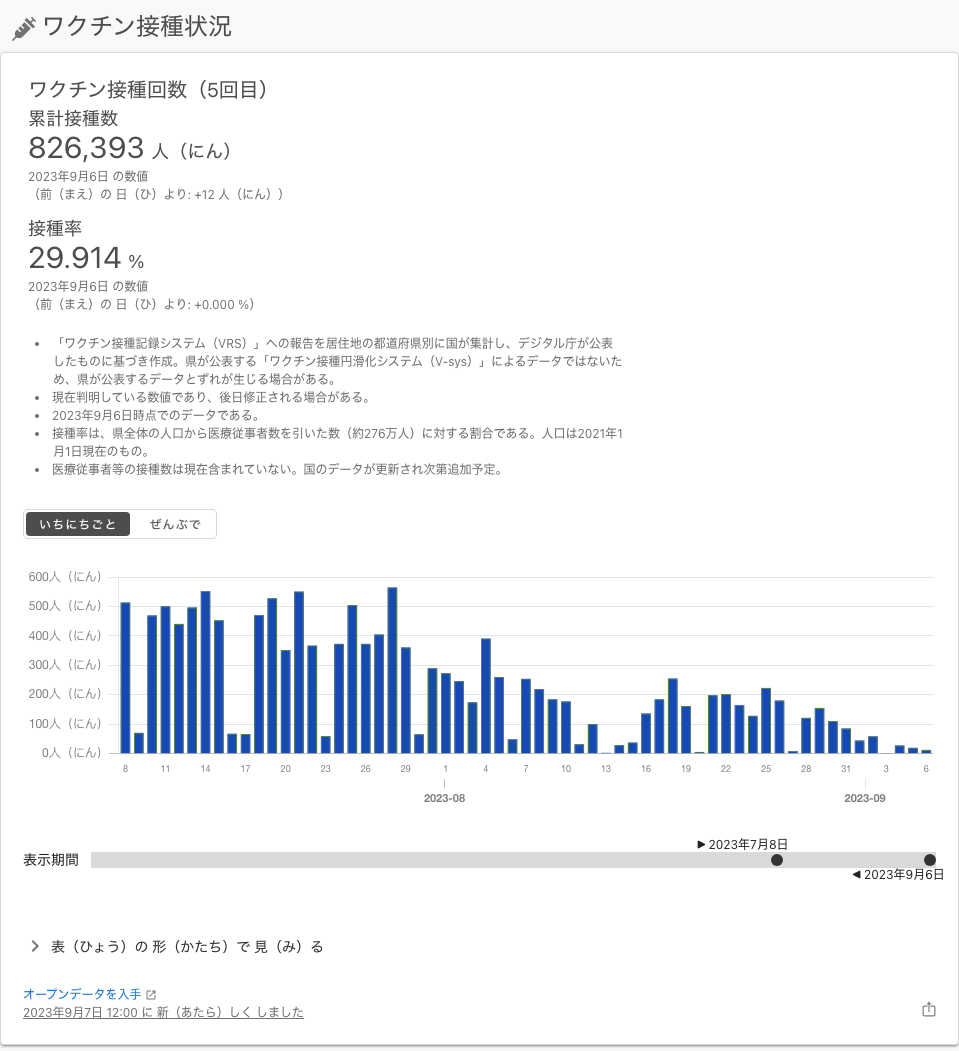 ワクチン接種状況
ワクチン接種回数（5回目）
累計接種数
826,393 人（にん）
2023年9月6日 の数値
（前（まえ）の 日（ひ）より: +12 人（にん））
接種率
29.914 %
2023年9月6日 の数値
（前（まえ）の 日（ひ）より: +0.000 %）
「ワクチン接種記録システム（VRS）」への報告を居住地の都道府県別に国が集計し、デジタル庁が公表
したものに基づき作成。県が公表する「ワクチン接種円滑化システム（V-sys）」によるデータではないた
め、県が公表するデータとずれが生じる場合がある。
現在判明している数値であり、後日修正される場合がある。
2023年9月6日時点でのデータである。
接種率は、県全体の人口から医療従事者数を引いた数（約276万人）に対する割合である。人口は2021年1
月1日現在のもの。
医療従事者等の接種数は現在含まれていない。国のデータが更新され次第追加予定。
いちにちごと ぜんぶで
600人（にん）
500人（にん）
400人（にん）
300人（にん）
200人（にん）
100人（にん）
0人（にん）
8 11 14 17 20 23 26 29 1 4 7 10 13 16 19 22 25 28 31 3 6
2023-08 2023-09
2023年7月8日
表示期間
2023年9月6日
表（ひょう）の 形（かたち）で 見（み）る
オープンデータを入手
2023年9月7日 12:00 に 新（あたら）しく しました